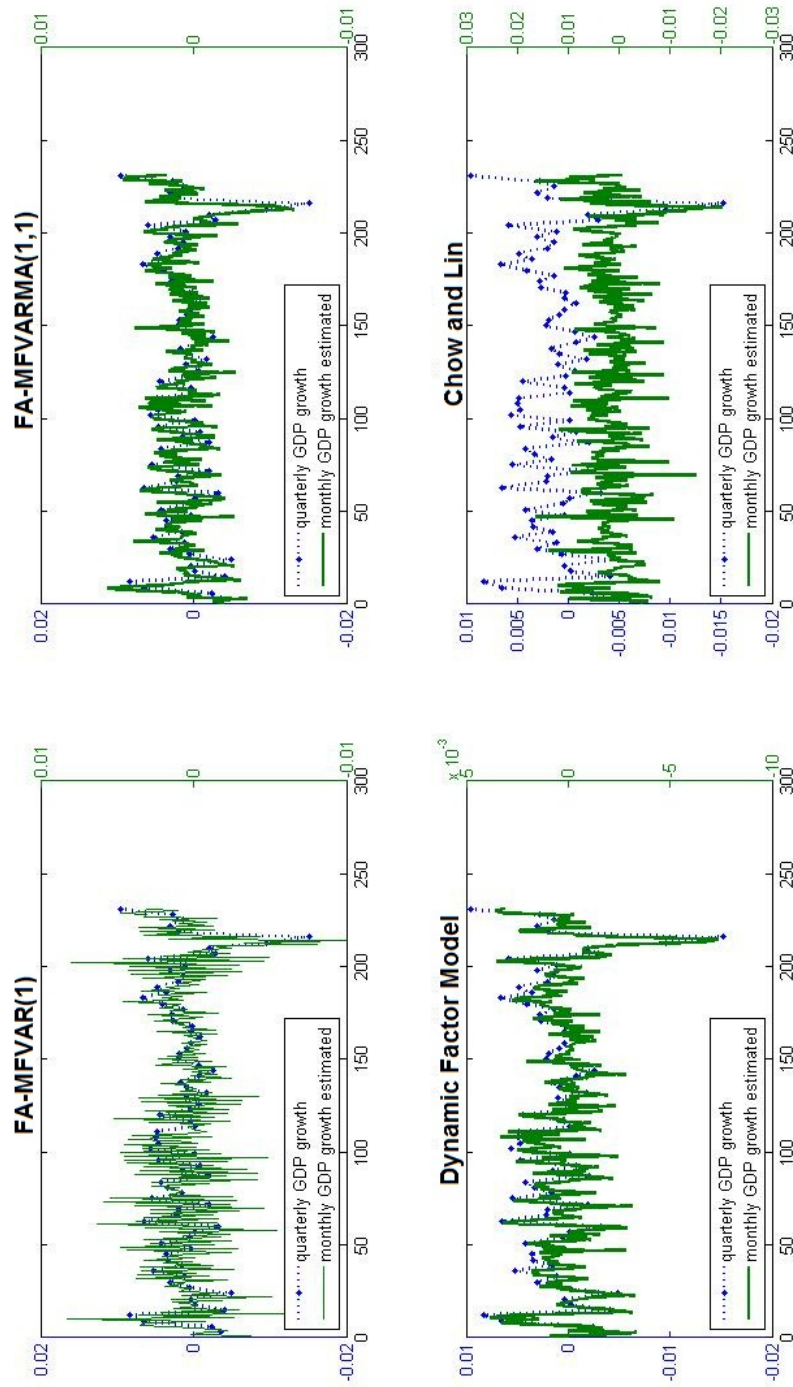 FA-MFVAR(1)
0.02
0
-0.02
0.01
0
-0.01
quarterly GDP growth
monthly GDP growth estimated
0 50 100 150 200 250 300
FA-MFVARMA(1,1)
0.02
0
-0.02
0.01
0
-0.01
quarterly GDP growth
monthly GDP growth estimated
0 50 100 150 200 250 300
Dynamic Factor Model
x 10-3
0.01
0
-0.01
-0.02
5
0
-5
-10
quarterly GDP growth
monthly GDP growth estimated
0 50 100 150 200 250 300
Chow and Lin
0.01
0.005
0
-0.005
-0.01
-0.015
-0.02
0.03
0.02
0.01
0
-0.01
-0.02
-0.03
quarterly GDP growth
monthly GDP growth estimated
0 50 100 150 200 250 300